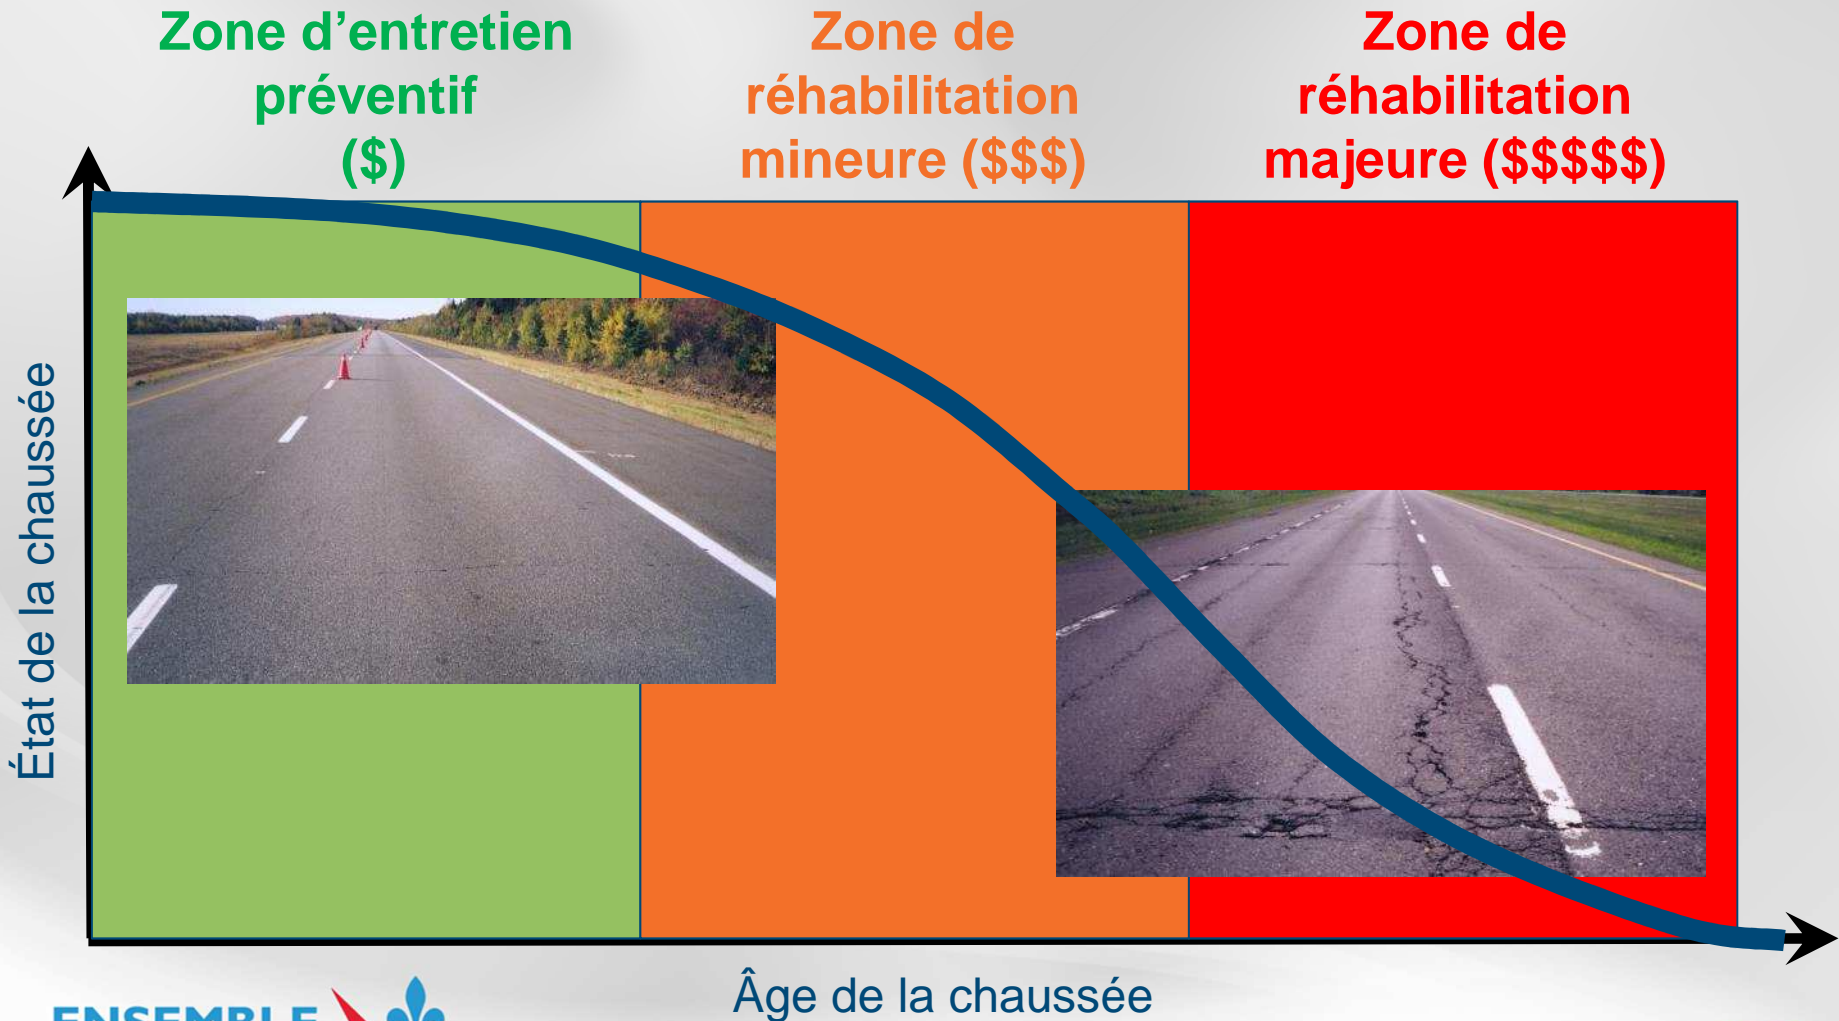 Zone d’entretien
préventif
($)
Zone de
réhabilitation
mineure ($$$)
Zone de
réhabilitation
majeure ($$$$$)
État de la chaussée
Âge de la chaussée
ENSEMBLE